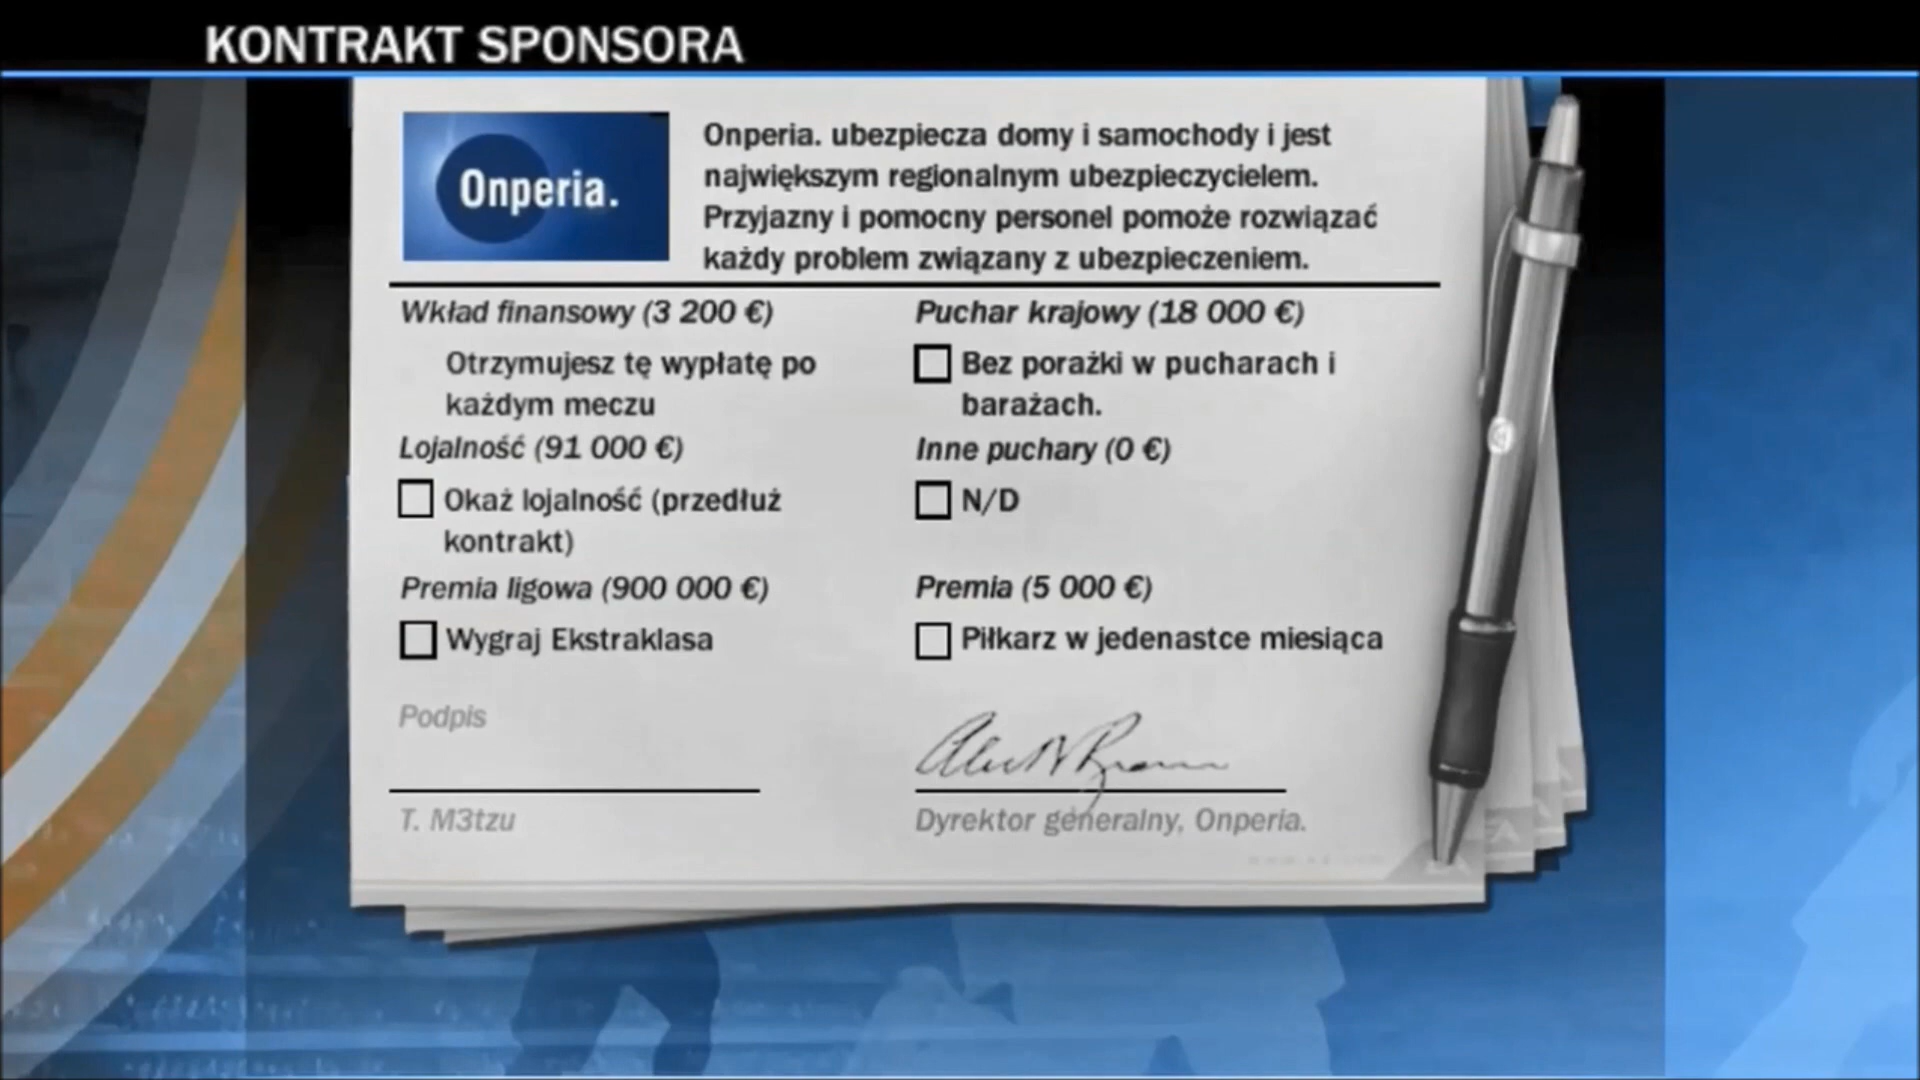 KONTRAKT SPONSORA
Onperia.
Onperia. ubezpiecza domy i samochody i jest
największym regionalnym ubezpieczycielem.
Przyjazny i pomocny personel pomoże rozwiązać
każdy problem związany z ubezpieczeniem.
Wkład finansowy (3 200 €)
Otrzymujesz tę wypłatę po
każdym meczu
Lojalność (91 000 €)
Okaż lojalność (przedłuż
kontrakt)
Premia ligowa (900 000 €)
Wygraj Ekstraklasa
Puchar krajowy (18 000 €)
Bez porażki w pucharach i
barażach.
Inne puchary (0 €)
N/D
Premia (5 000 €)
Piłkarz w jedenastce miesiąca
Podpis
T. M3tzu
Dyrektor generalny, Onperia.